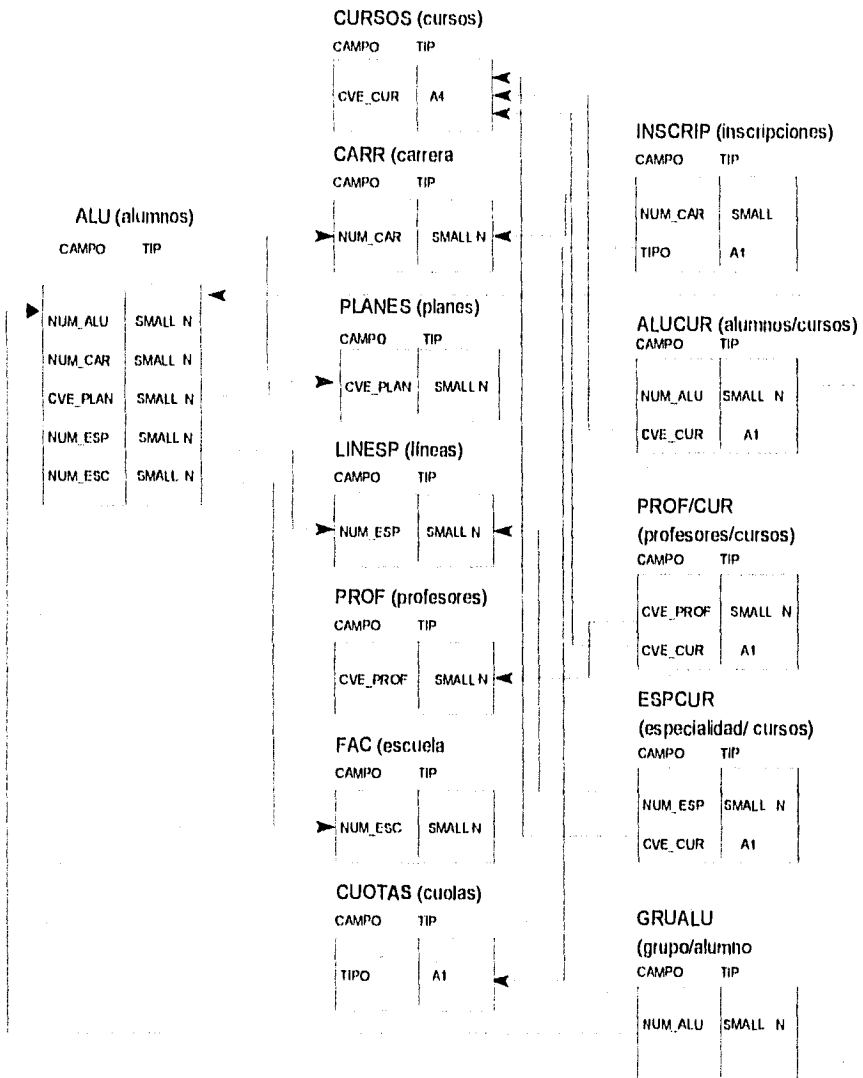 CURSOS (cursos)
CAMPO TIP
CVE_CUR A4
CARR (carrera
CAMPO TIP
NUM_CAR SMALL N
PLANES (planes)
CAMPO TIP
CVE_PLAN SMALL N
LINESP (líneas)
CAMPO TIP
NUM_ESP SMALL N
PROF (profesores)
CAMPO TIP
CVE_PROF SMALL N
FAC (escuela
CAMPO TIP
NUM_ESC SMALL N
CUOTAS (cuotas)
CAMPO TIP
TIPO A1
ALU (alumnos)
CAMPO TIP
NUM_ALU SMALL N
NUM_CAR SMALL N
CVE_PLAN SMALL N
NUM_ESP SMALL N
NUM_ESC SMALL N
INSCRIP (inscripciones)
CAMPO TIP
NUM_CAR SMALL
TIPO A1
ALUCUR (alumnos/cursos)
CAMPO TIP
NUM_ALU SMALL N
CVE_CUR A1
PROF/CUR
(profesores/cursos)
CAMPO TIP
CVE_PROF SMALL N
CVE_CUR A1
ESPCUR
(especialidad/ cursos)
CAMPO TIP
NUM_ESP SMALL N
CVE_CUR A1
GRUALU
(grupo/alumno
CAMPO TIP
NUM_ALU SMALL N